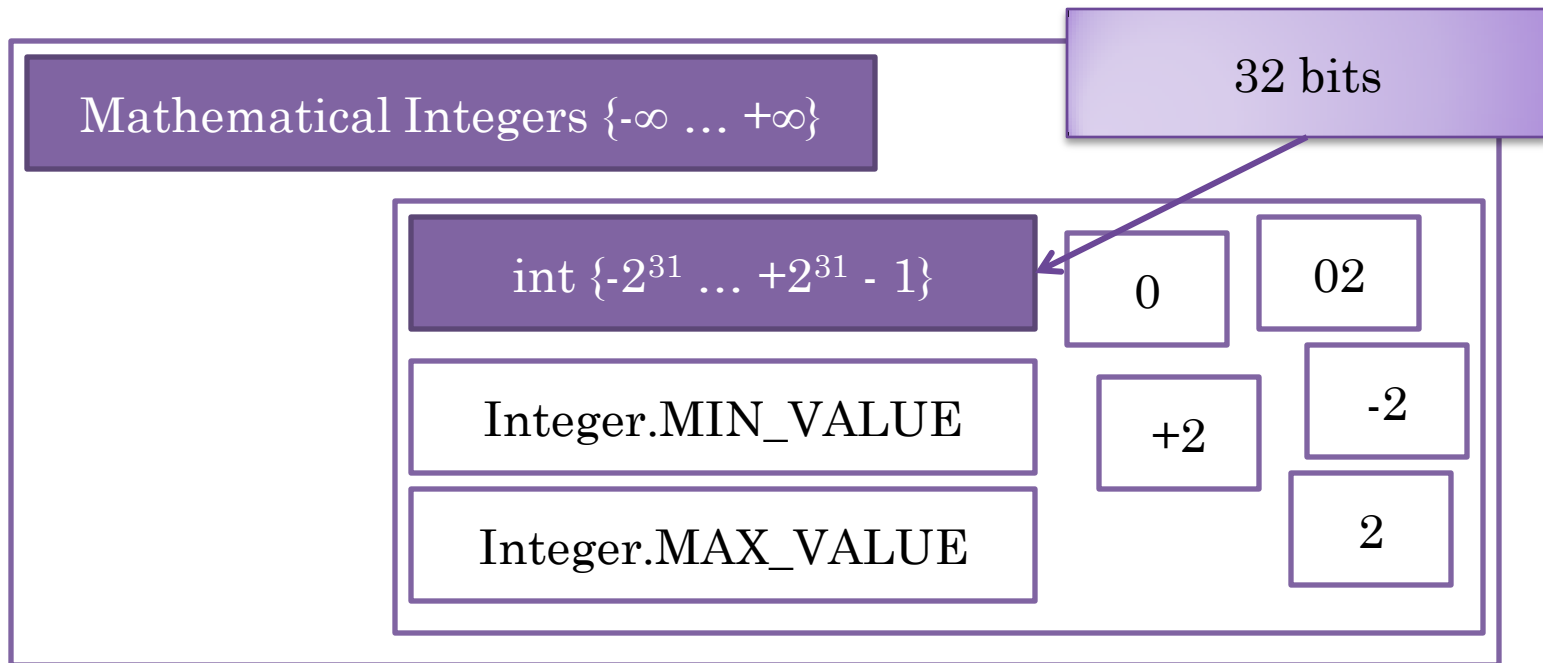 32 bits
Mathematical Integers {-∞ … +∞}
int {-2³¹ … +2³¹ - 1}
0
02
Integer.MIN_VALUE
+2
-2
Integer.MAX_VALUE
2